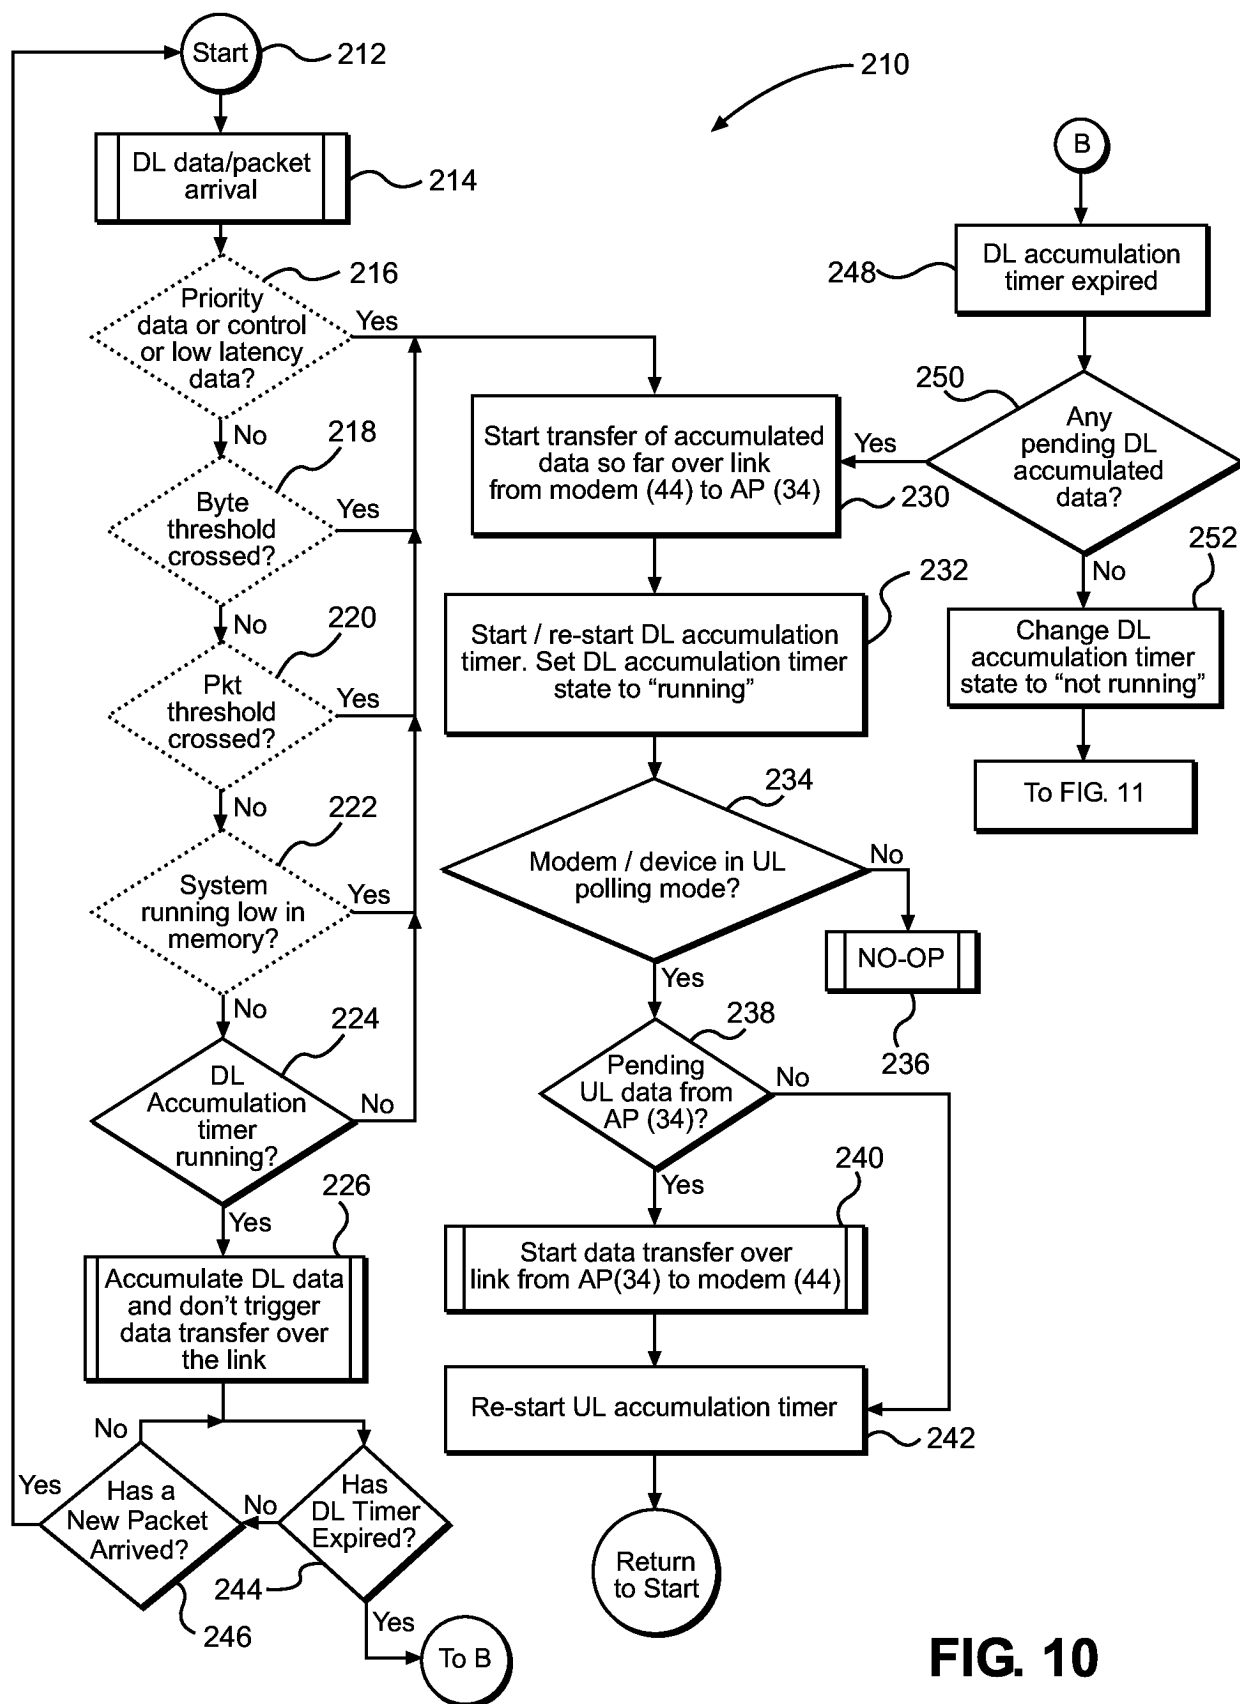 Start
212
210
DL data/packet
arrival
214
216
Priority
data or control
or low latency
data?
Yes
No
218
Byte
threshold
crossed?
Yes
No
220
Pkt
threshold
crossed?
Yes
No
222
System
running low in
memory?
Yes
No
224
DL
Accumulation
timer
running?
No
Yes
226
Accumulate DL data
and don't trigger
data transfer over
the link
No
Yes
Has a
New Packet
Arrived?
246
No
Has
DL Timer
Expired?
244
Yes
To B
Start transfer of accumulated
data so far over link
from modem (44) to AP (34)
230
232
Start / re-start DL accumulation
timer. Set DL accumulation timer
state to “running”
234
Modem / device in UL
polling mode?
No
NO-OP
236
Yes
238
Pending
UL data from
AP (34)?
No
Yes
240
Start data transfer over
link from AP(34) to modem (44)
Re-start UL accumulation timer
242
Return
to Start
B
248
DL accumulation
timer expired
250
Any
pending DL
accumulated
data?
Yes
No
252
Change DL
accumulation timer
state to “not running”
To FIG. 11
FIG. 10